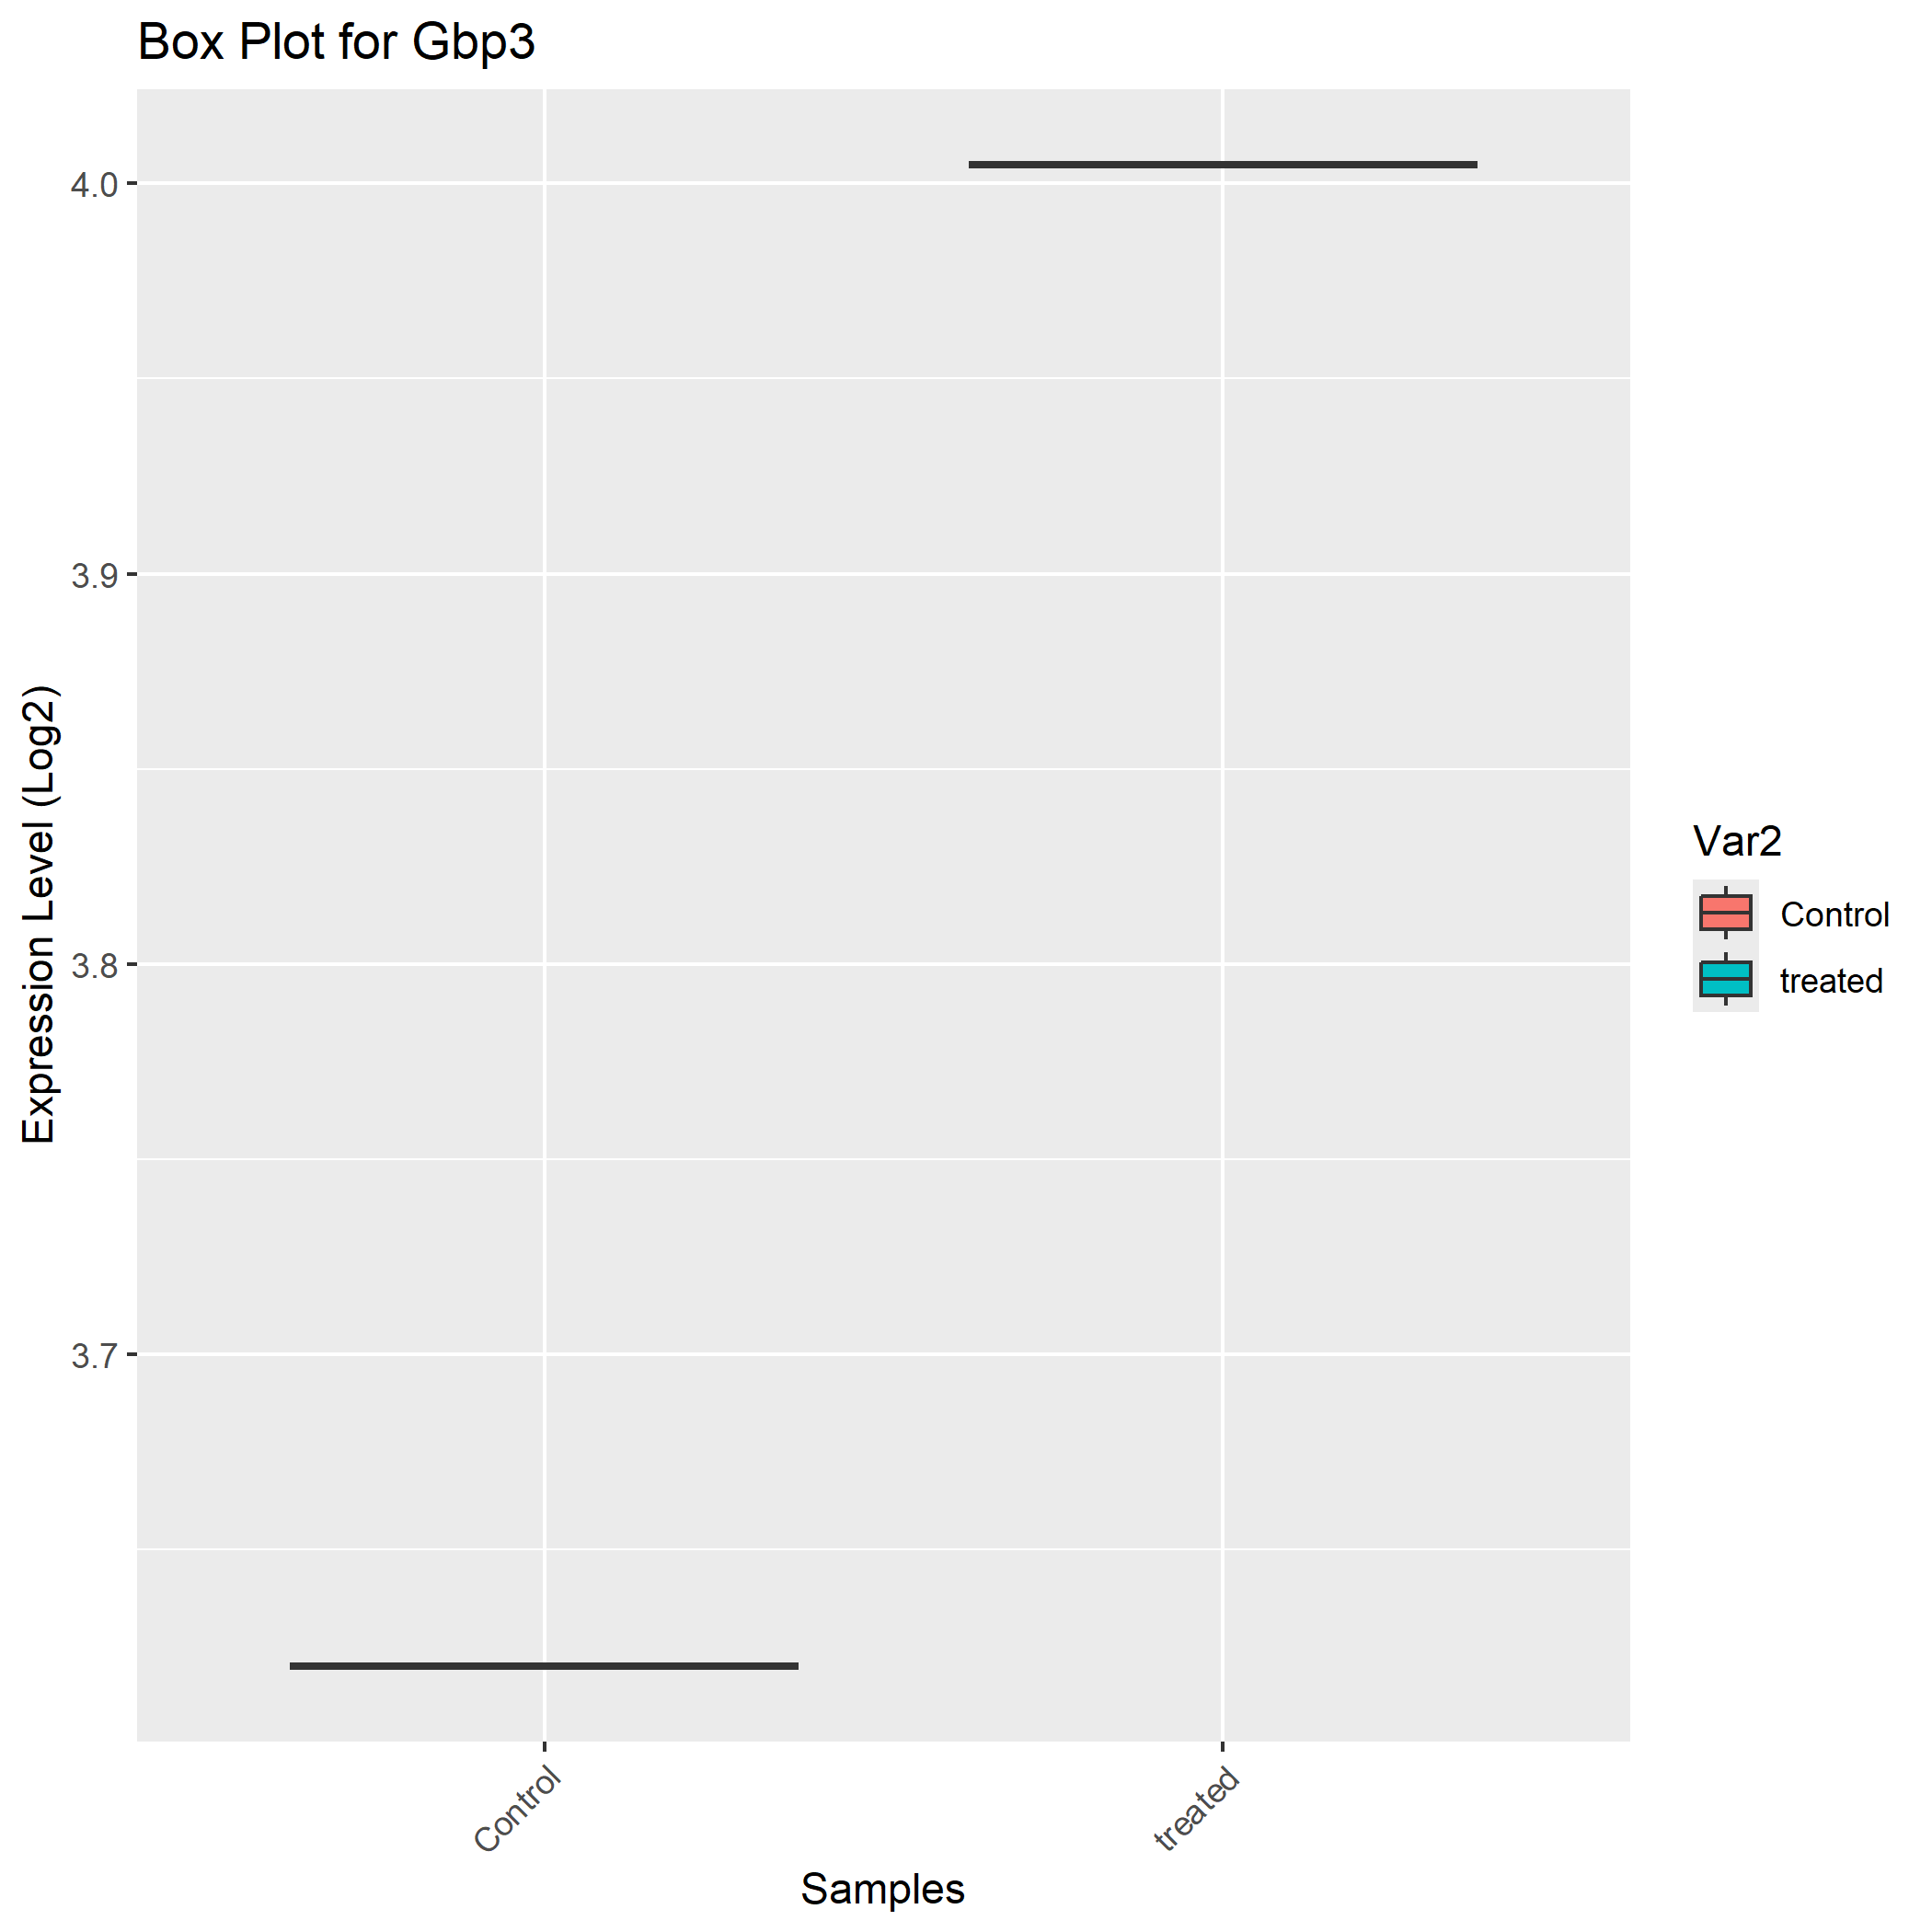 Box Plot for Gbp3
Expression Level (Log2)
4.0
3.9
3.8
3.7
Control
treated
Samples
Var2
Control
treated